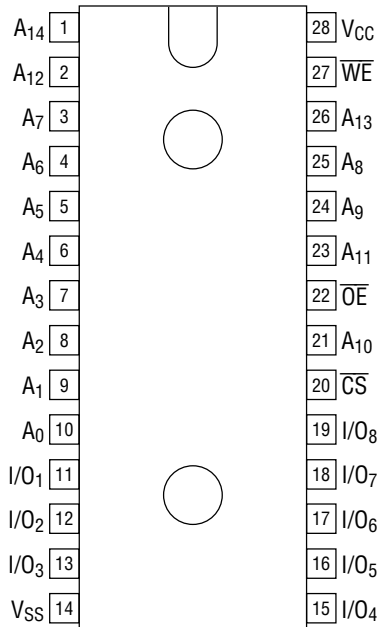 A14 1 28 VCC
A12 2 27 WE
A7 3 26 A13
A6 4 25 A8
A5 5 24 A9
A4 6 23 A11
A3 7 22 OE
A2 8 21 A10
A1 9 20 CS
A0 10 19 I/O8
I/O1 11 18 I/O7
I/O2 12 17 I/O6
I/O3 13 16 I/O5
VSS 14 15 I/O4